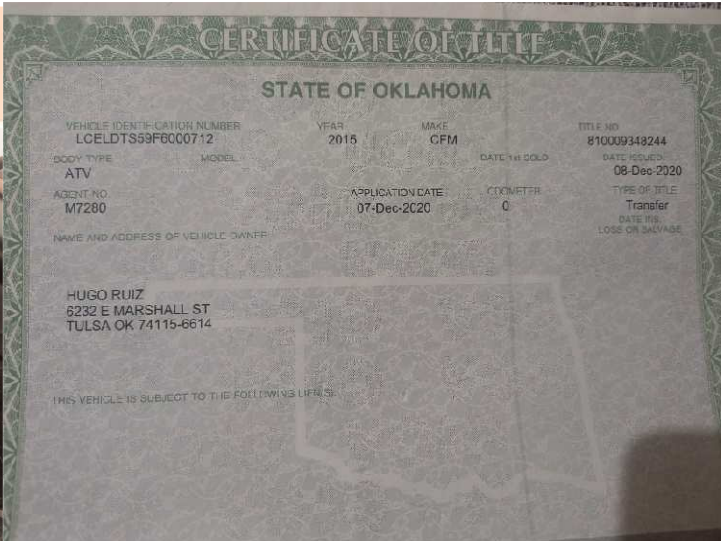 CERTIFICATE OF TITLE
STATE OF OKLAHOMA
VEHICLE IDENTIFICATION NUMBER YEAR MAKE TITLE NO.
LCELDTS59F6000712 2015 CFM 810009348244
BODY TYPE MODEL DATE 1st SOLD DATE ISSUED
ATV 08-Dec-2020
AGENT NO. APPLICATION DATE ODOMETER TYPE OF TITLE
M7280 07-Dec-2020 0 Transfer
DATE INS.
LOSS OR SALVAGE
NAME AND ADDRESS OF VEHICLE OWNER
HUGO RUIZ
6232 E MARSHALL ST
TULSA OK 74115-6614
THIS VEHICLE IS SUBJECT TO THE FOLLOWING LIEN(S)